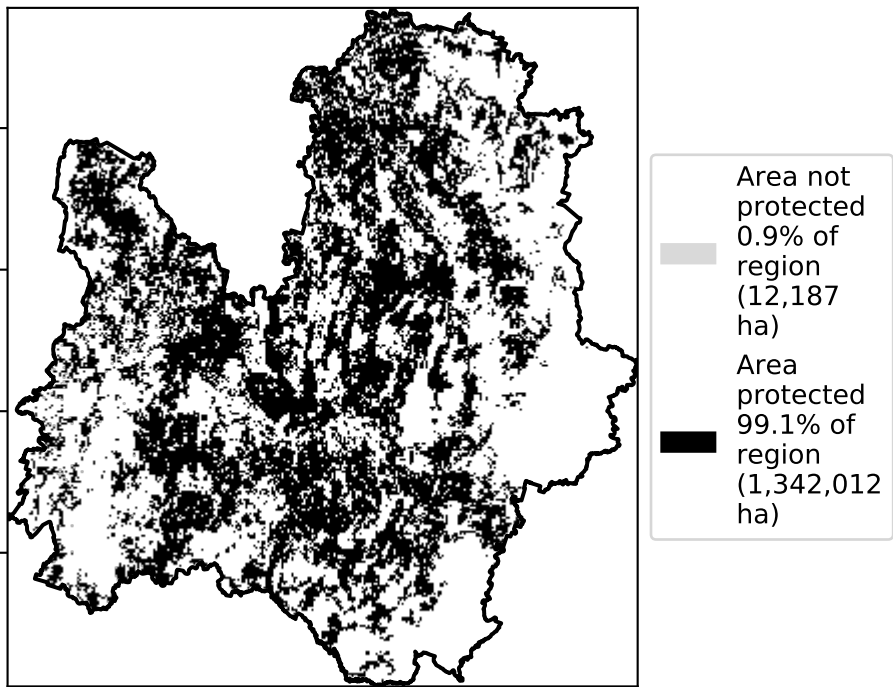 Area not
protected
0.9% of
region
(12,187
ha)
Area
protected
99.1% of
region
(1,342,012
ha)